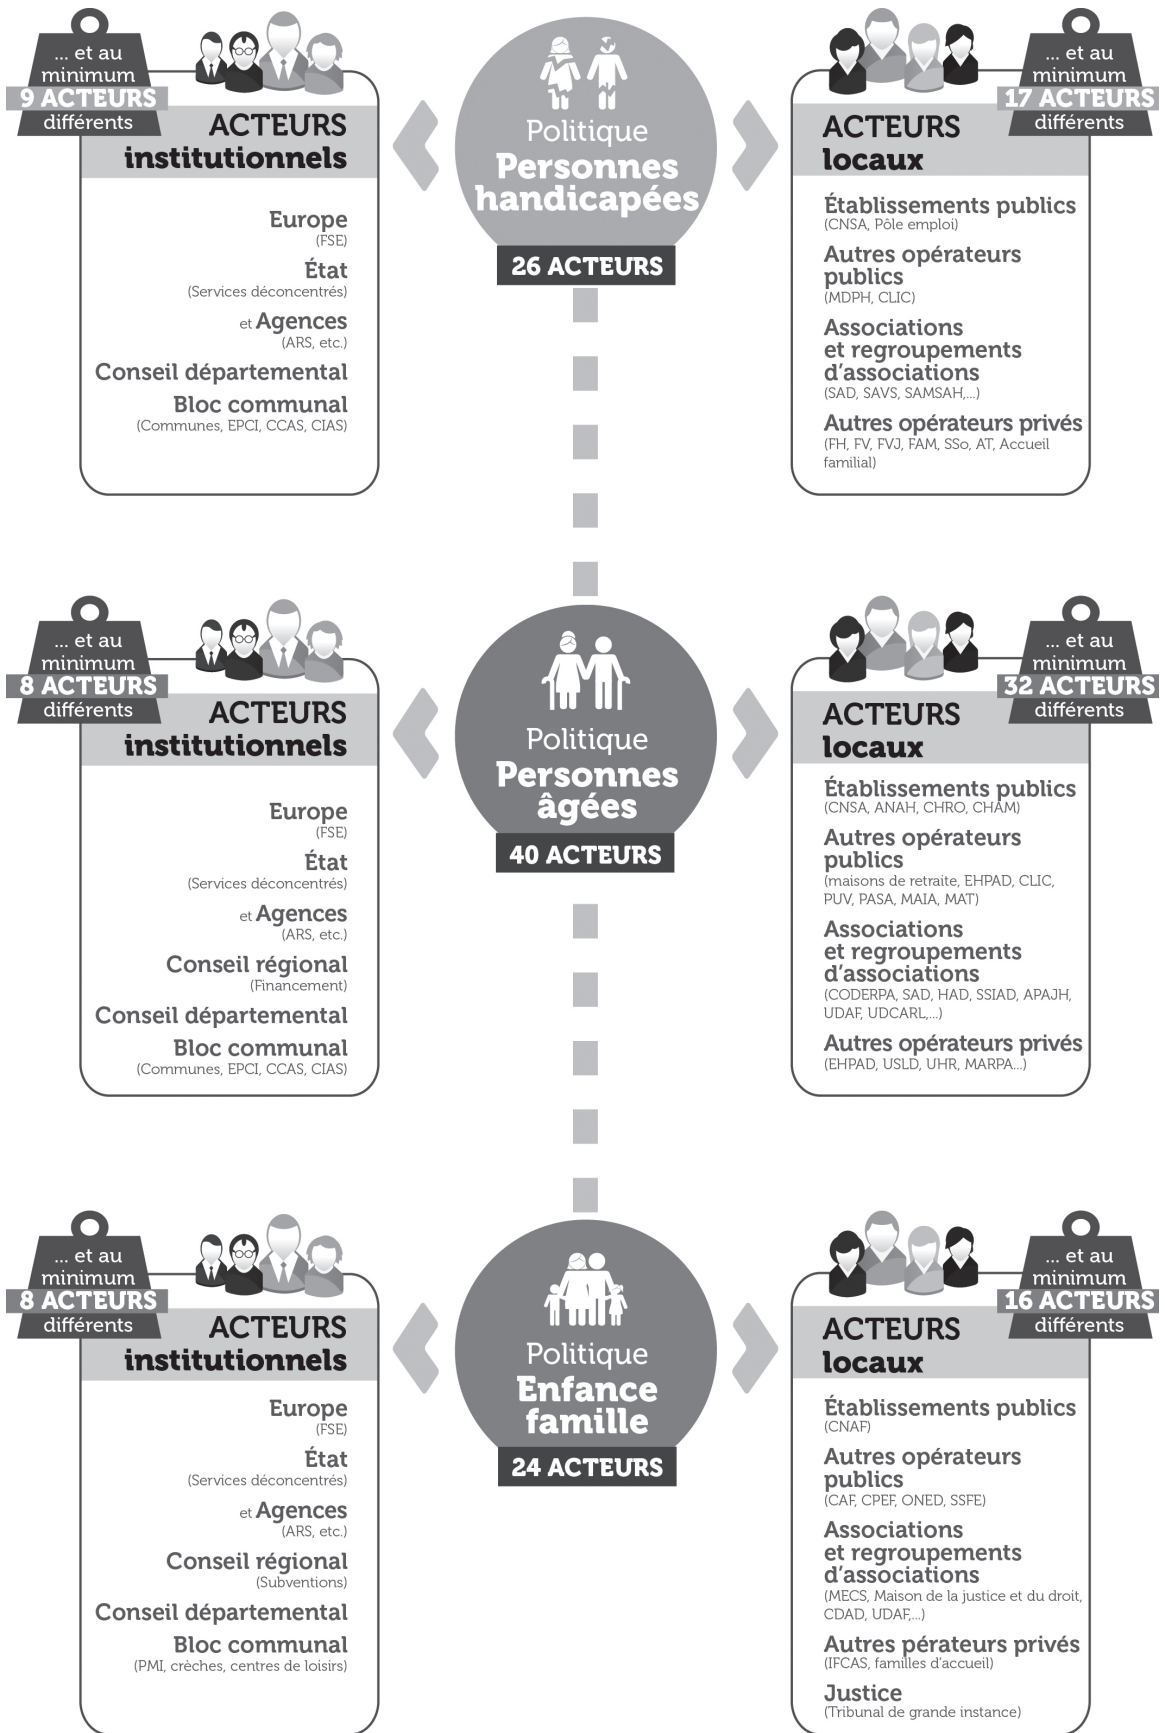 ... et au
minimum
9 ACTEURS
différents
ACTEURS
institutionnels
Europe
(FSE)
État
(Services déconcentrés)
et Agences
(ARS, etc.)
Conseil départemental
Bloc communal
(Communes, EPCI, CCAS, CIAS)
Politique
Personnes
handicapées
26 ACTEURS
... et au
minimum
17 ACTEURS
différents
ACTEURS
locaux
Établissements publics
(CNSA, Pôle emploi)
Autres opérateurs
publics
(MDPH, CLIC)
Associations
et regroupements
d'associations
(SAD, SAVS, SAMSAH,...)
Autres opérateurs privés
(FH, FV, FVJ, FAM, SSo, AT, Accueil
familial)
... et au
minimum
8 ACTEURS
différents
ACTEURS
institutionnels
Europe
(FSE)
État
(Services déconcentrés)
et Agences
(ARS, etc.)
Conseil régional
(Financement)
Conseil départemental
Bloc communal
(Communes, EPCI, CCAS, CIAS)
Politique
Personnes
âgées
40 ACTEURS
... et au
minimum
32 ACTEURS
différents
ACTEURS
locaux
Établissements publics
(CNSA, ANAH, CHRO, CHAM)
Autres opérateurs
publics
(maisons de retraite, EHPAD, CLIC,
PUV, PASA, MAIA, MAT)
Associations
et regroupements
d'associations
(CODERPA, SAD, HAD, SSIAD, APAJH,
UDAF, UDCARL,...)
Autres opérateurs privés
(EHPAD, USLD, UHR, MARPA...)
... et au
minimum
8 ACTEURS
différents
ACTEURS
institutionnels
Europe
(FSE)
État
(Services déconcentrés)
et Agences
(ARS, etc.)
Conseil régional
(Subventions)
Conseil départemental
Bloc communal
(PMI, crèches, centres de loisirs)
Politique
Enfance
famille
24 ACTEURS
... et au
minimum
16 ACTEURS
différents
ACTEURS
locaux
Établissements publics
(CNAF)
Autres opérateurs
publics
(CAF, CPEF, ONED, SSFE)
Associations
et regroupements
d'associations
(MECS, Maison de la justice et du droit,
CDAD, UDAF,...)
Autres pérateurs privés
(IFCAS, familles d'accueil)
Justice
(Tribunal de grande instance)